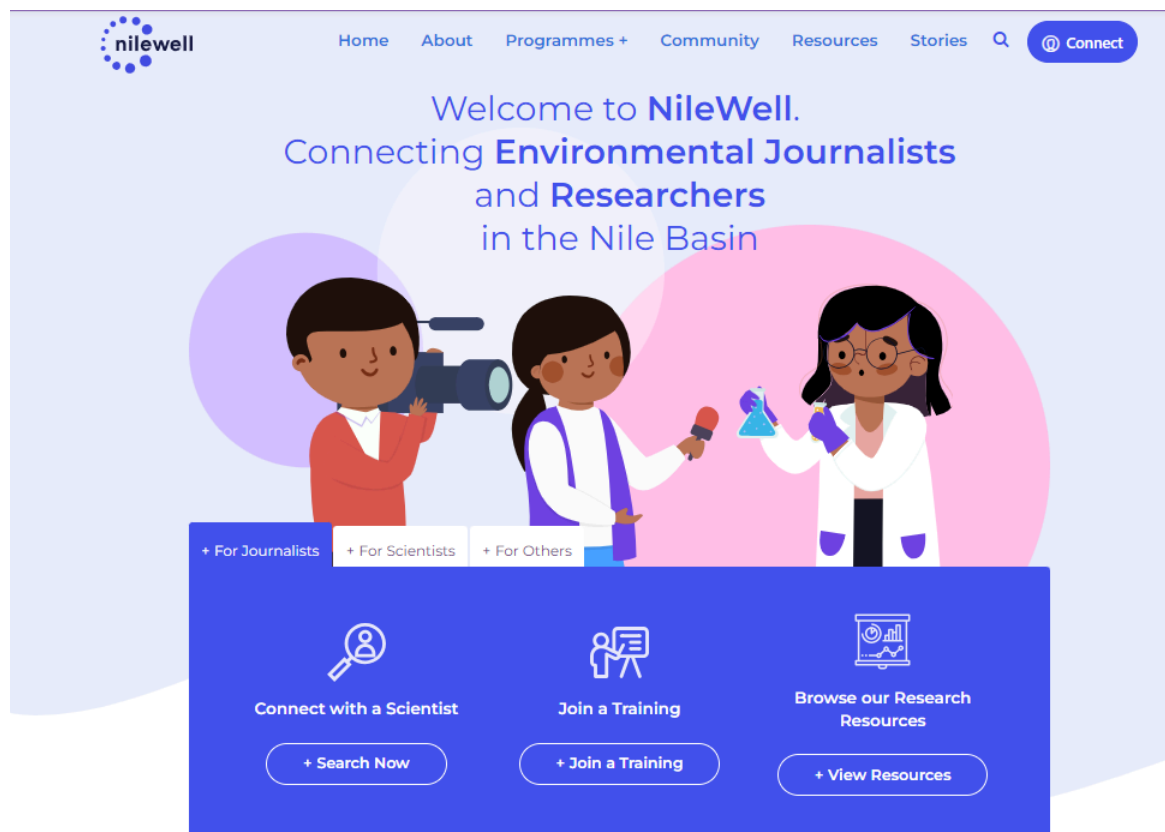 nilewell
Home
About
Programmes +
Community
Resources
Stories
@ Connect
Welcome to NileWell.
Connecting Environmental Journalists
and Researchers
in the Nile Basin
+ For Journalists
+ For Scientists
+ For Others
Connect with a Scientist
+ Search Now
Join a Training
+ Join a Training
Browse our Research
Resources
+ View Resources